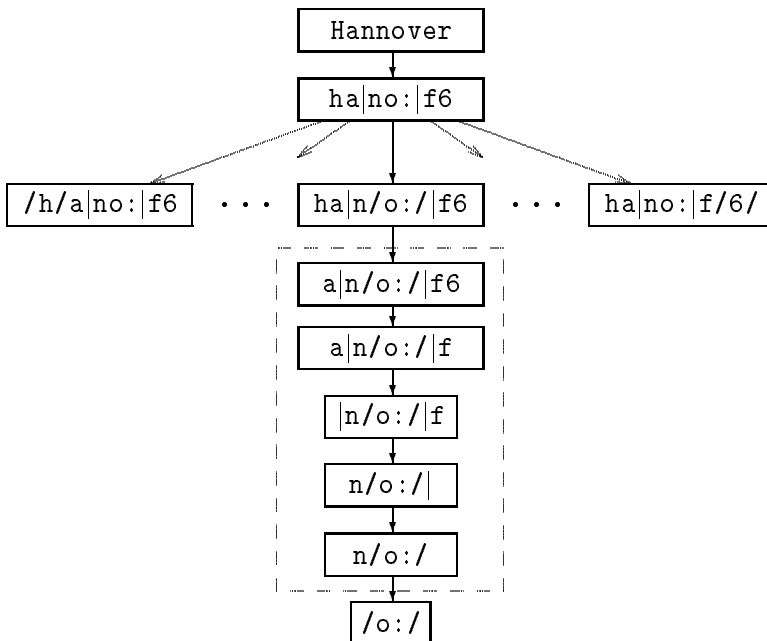 Hannover
ha|no:|f6
/h/a|no:|f6 · · · ha|n/o:/|f6 · · · ha|no:|f/6/
a|n/o:/|f6
a|n/o:/|f
|n/o:/|f
n/o:/|
n/o:/
/o:/